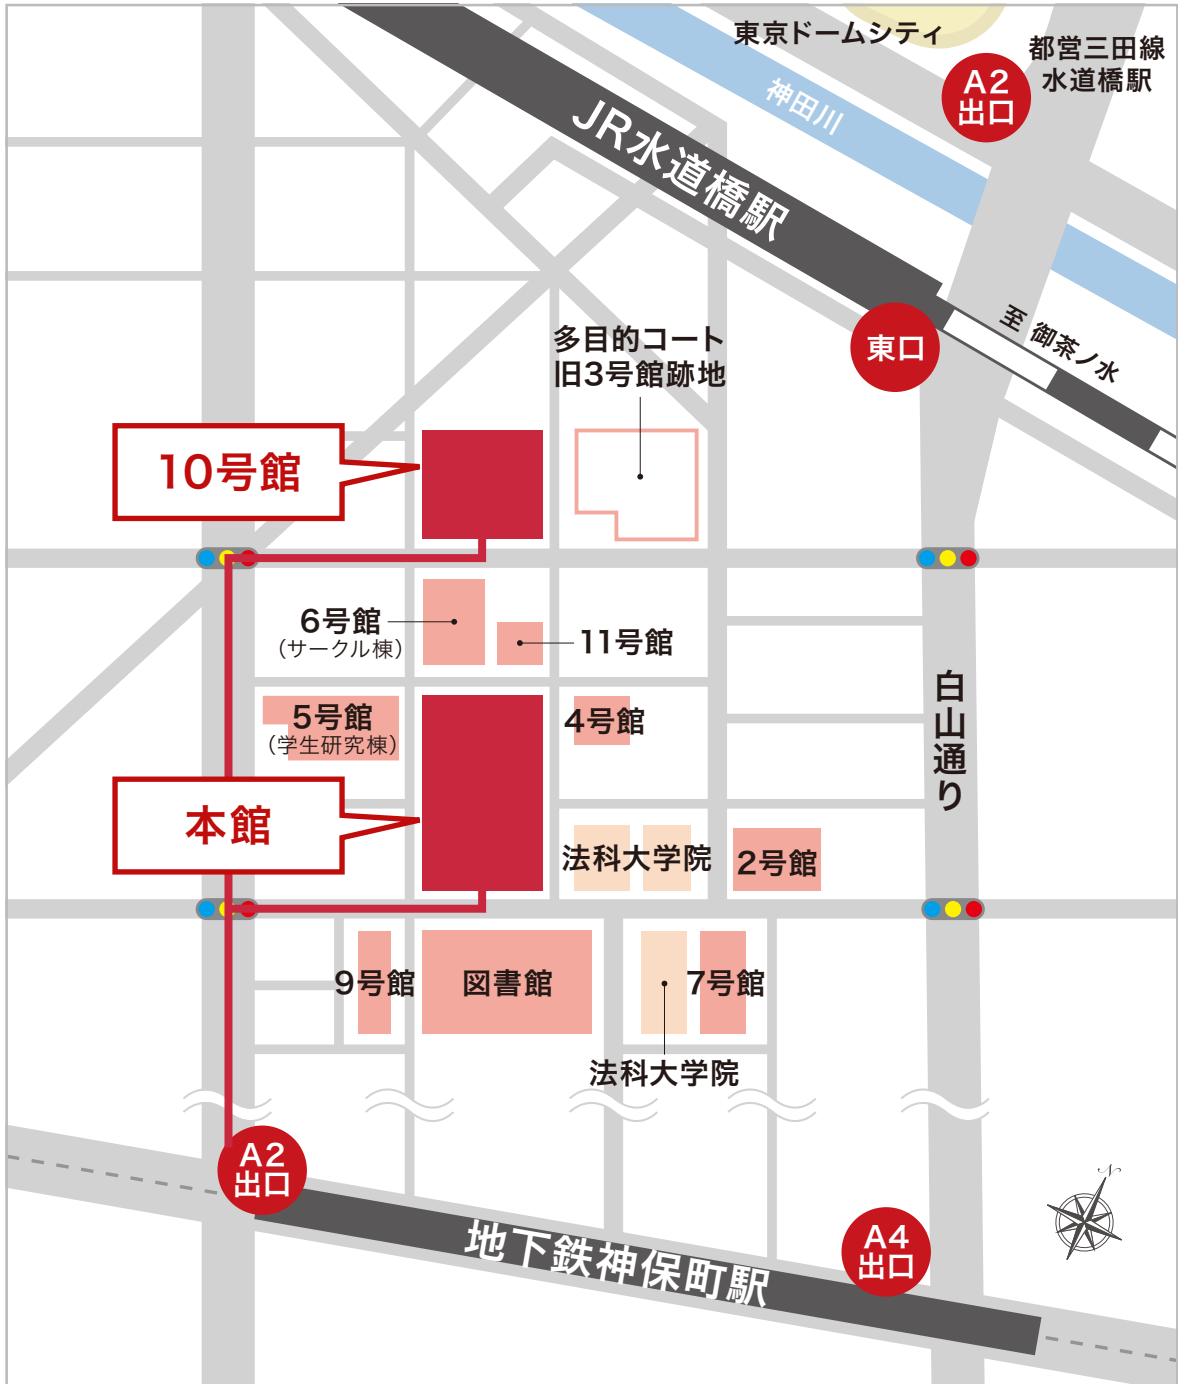 東京ドームシティ
都営三田線
水道橋駅
A2
出口
神田川
JR水道橋駅
東口
至 御茶ノ水
多目的コート
旧3号館跡地
10号館
6号館
(サークル棟)
11号館
5号館
(学生研究棟)
4号館
白山通り
本館
法科大学院
2号館
9号館
図書館
7号館
法科大学院
A2
出口
N
地下鉄神保町駅
A4
出口